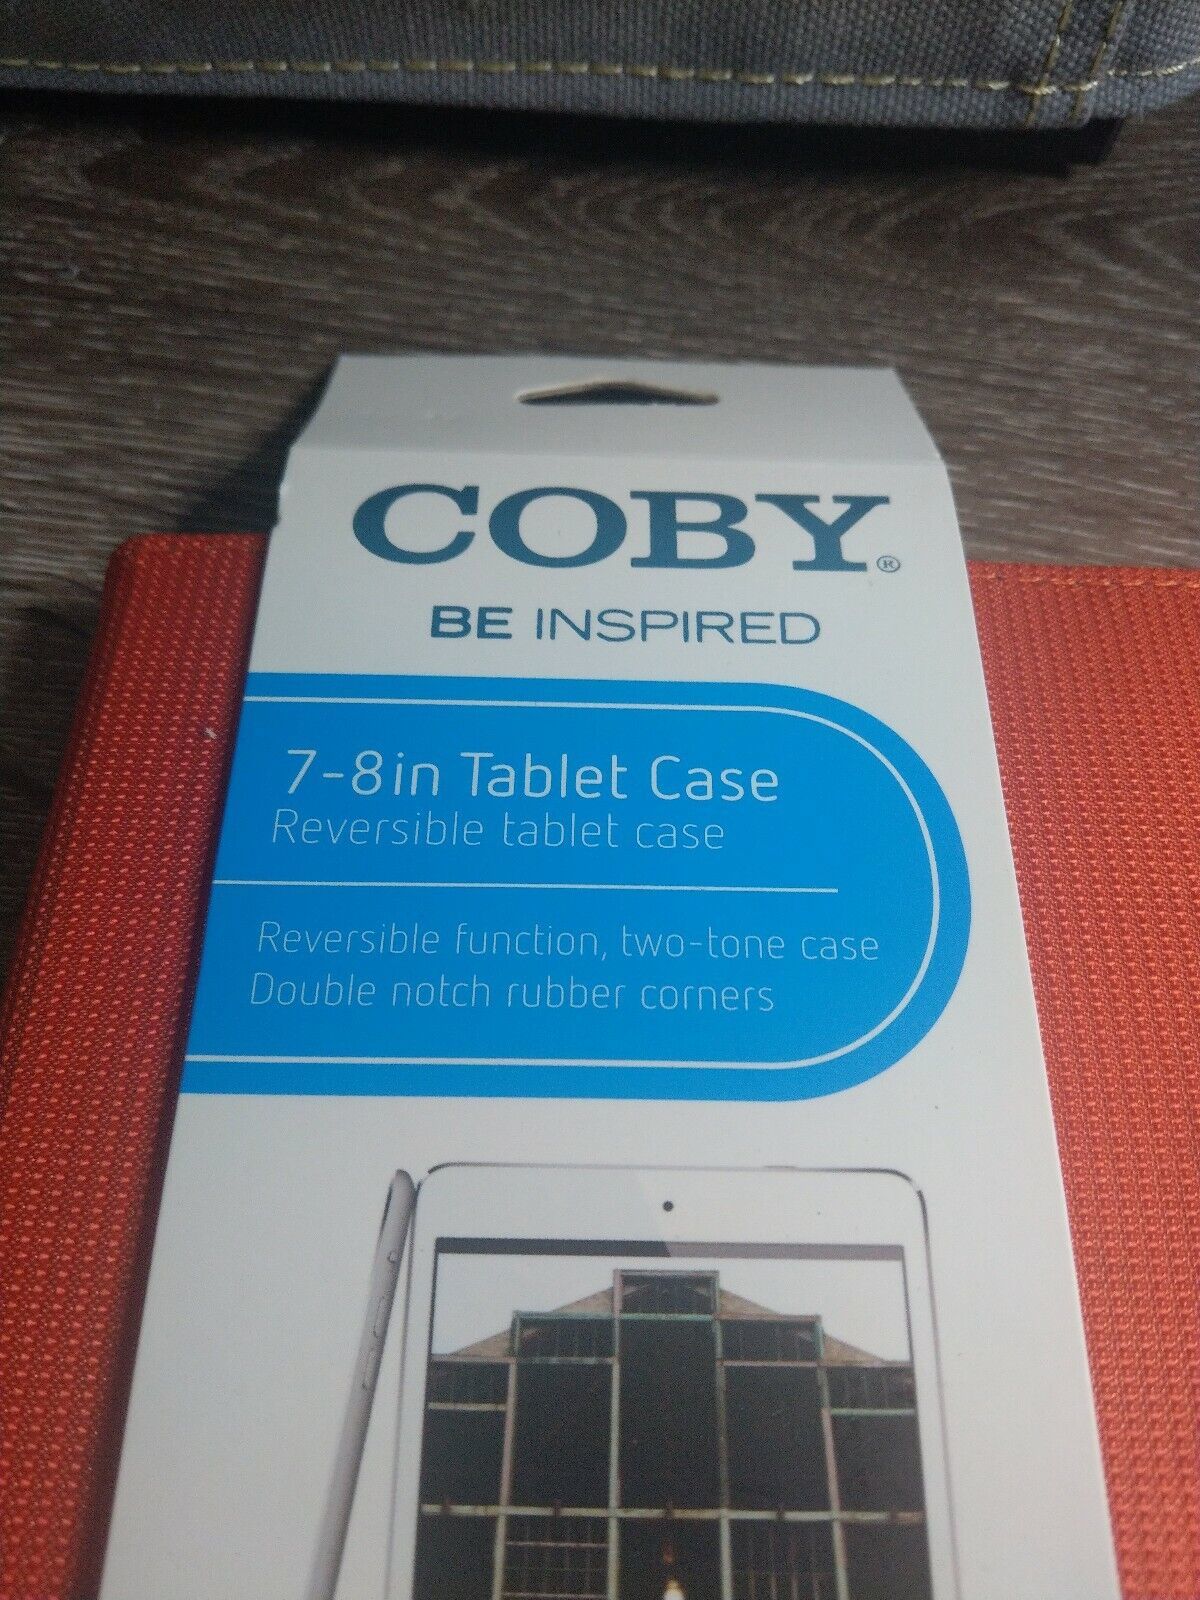 COBY®
BE INSPIRED
7-8in Tablet Case
Reversible tablet case
Reversible function, two-tone case
Double notch rubber corners